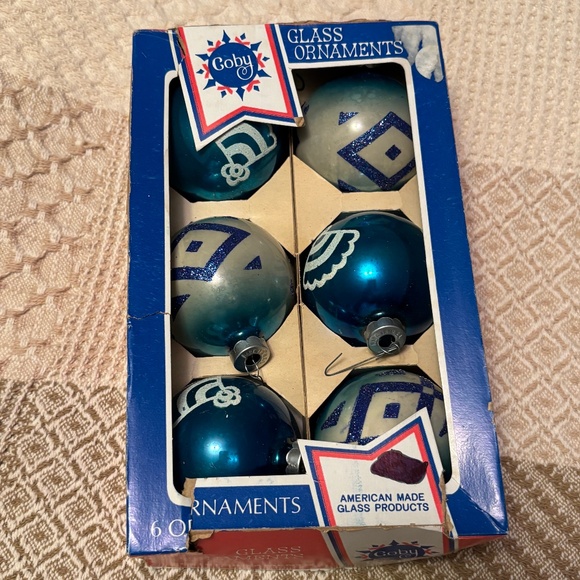 Coby
GLASS
ORNAMENTS
RNAMENTS
6 O
AMERICAN MADE
GLASS PRODUCTS
GLASS
Coby